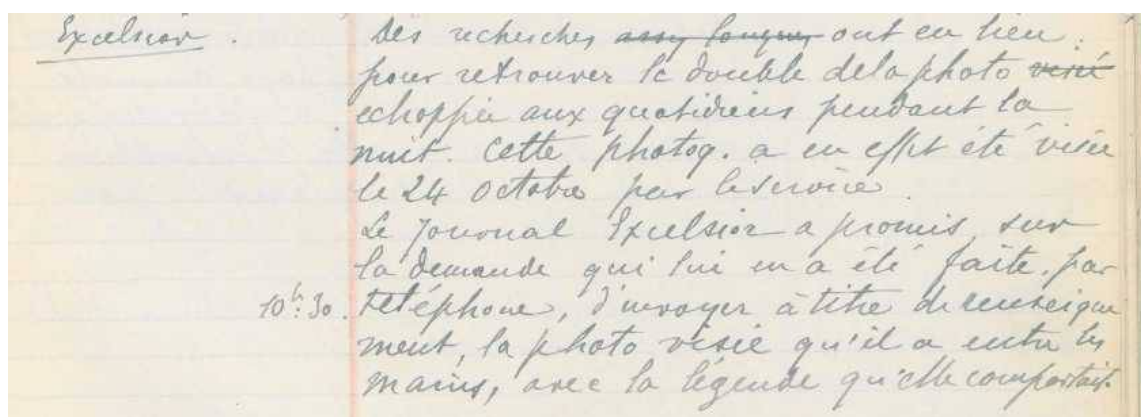 Excelsior. Des recherches assez longues ont eu lieu
pour retrouver le double de la photo visée
echoppée aux quotidiens pendant la
nuit. Cette photog. a en effet été visée
le 24 octobre par le service.
Le Journal Excelsior a promis, sur
la demande qui lui en a été faite, par
10h.30. téléphone, d'envoyer à titre de renseigne
ment, la photo visée qu'il a entre les
mains, avec la légende qu'elle comportait.